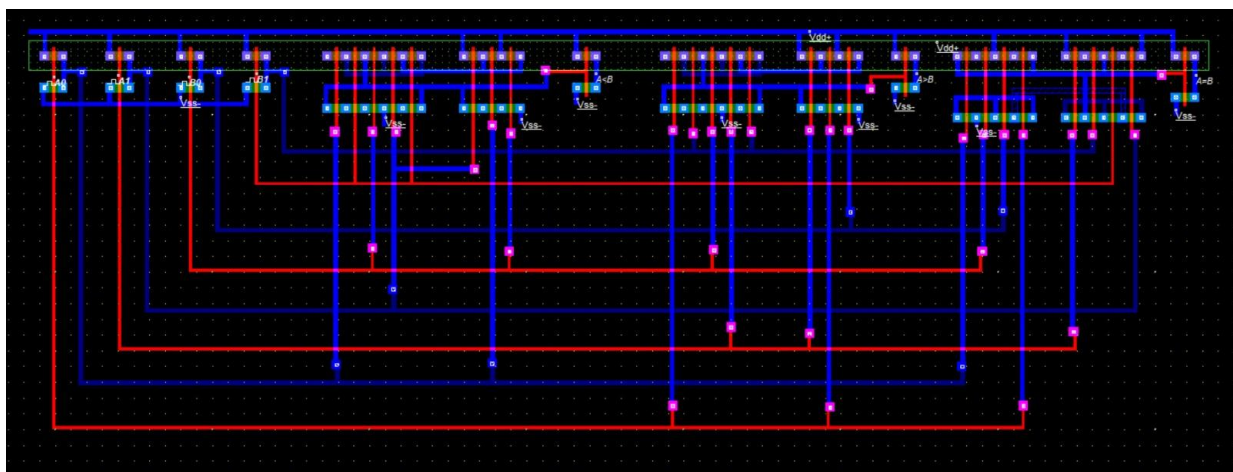 Vdd+
Vdd+
A0
A1
B0
B1
A<B
A>B
A=B
Vss-
Vss-
Vss-
Vss-
Vss-
Vss-
Vss-
Vss-
Vss-